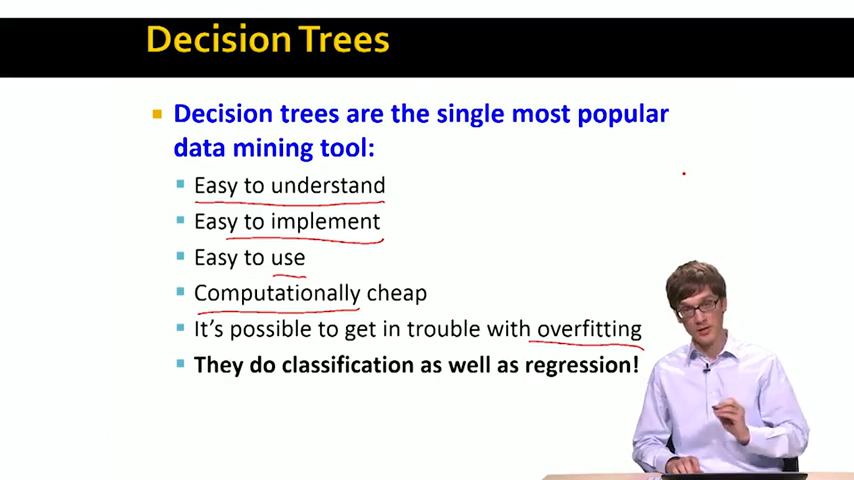 Decision Trees
Decision trees are the single most popular
data mining tool:
Easy to understand
Easy to implement
Easy to use
Computationally cheap
It's possible to get in trouble with overfitting
They do classification as well as regression!